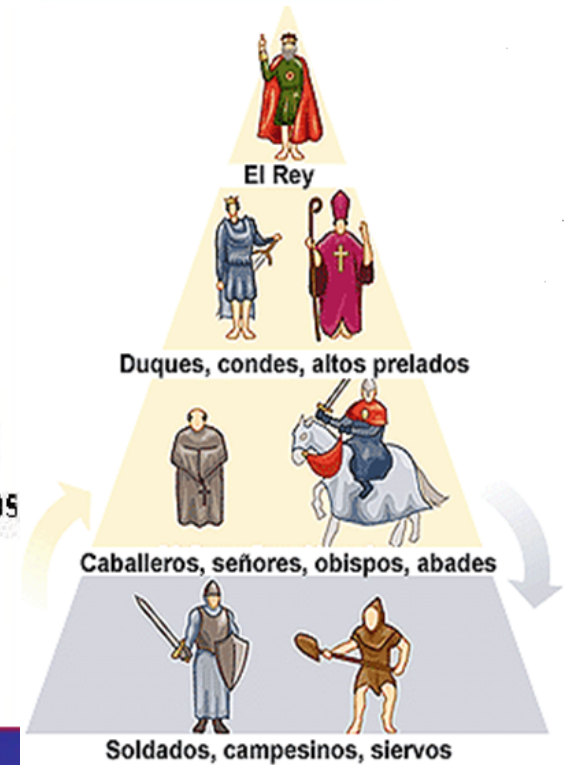 El Rey
Duques, condes, altos prelados
Caballeros, señores, obispos, abades
Soldados, campesinos, siervos